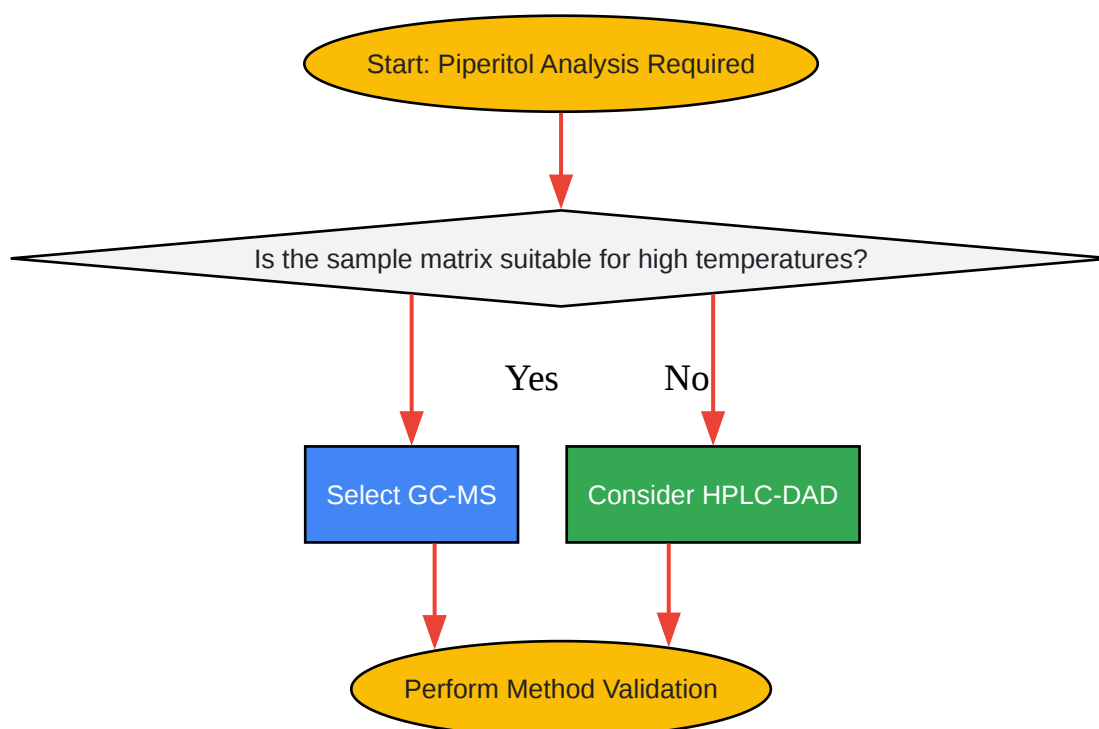 Start: Piperitol Analysis Required
Is the sample matrix suitable for high temperatures?
Yes
No
Select GC-MS
Consider HPLC-DAD
Perform Method Validation